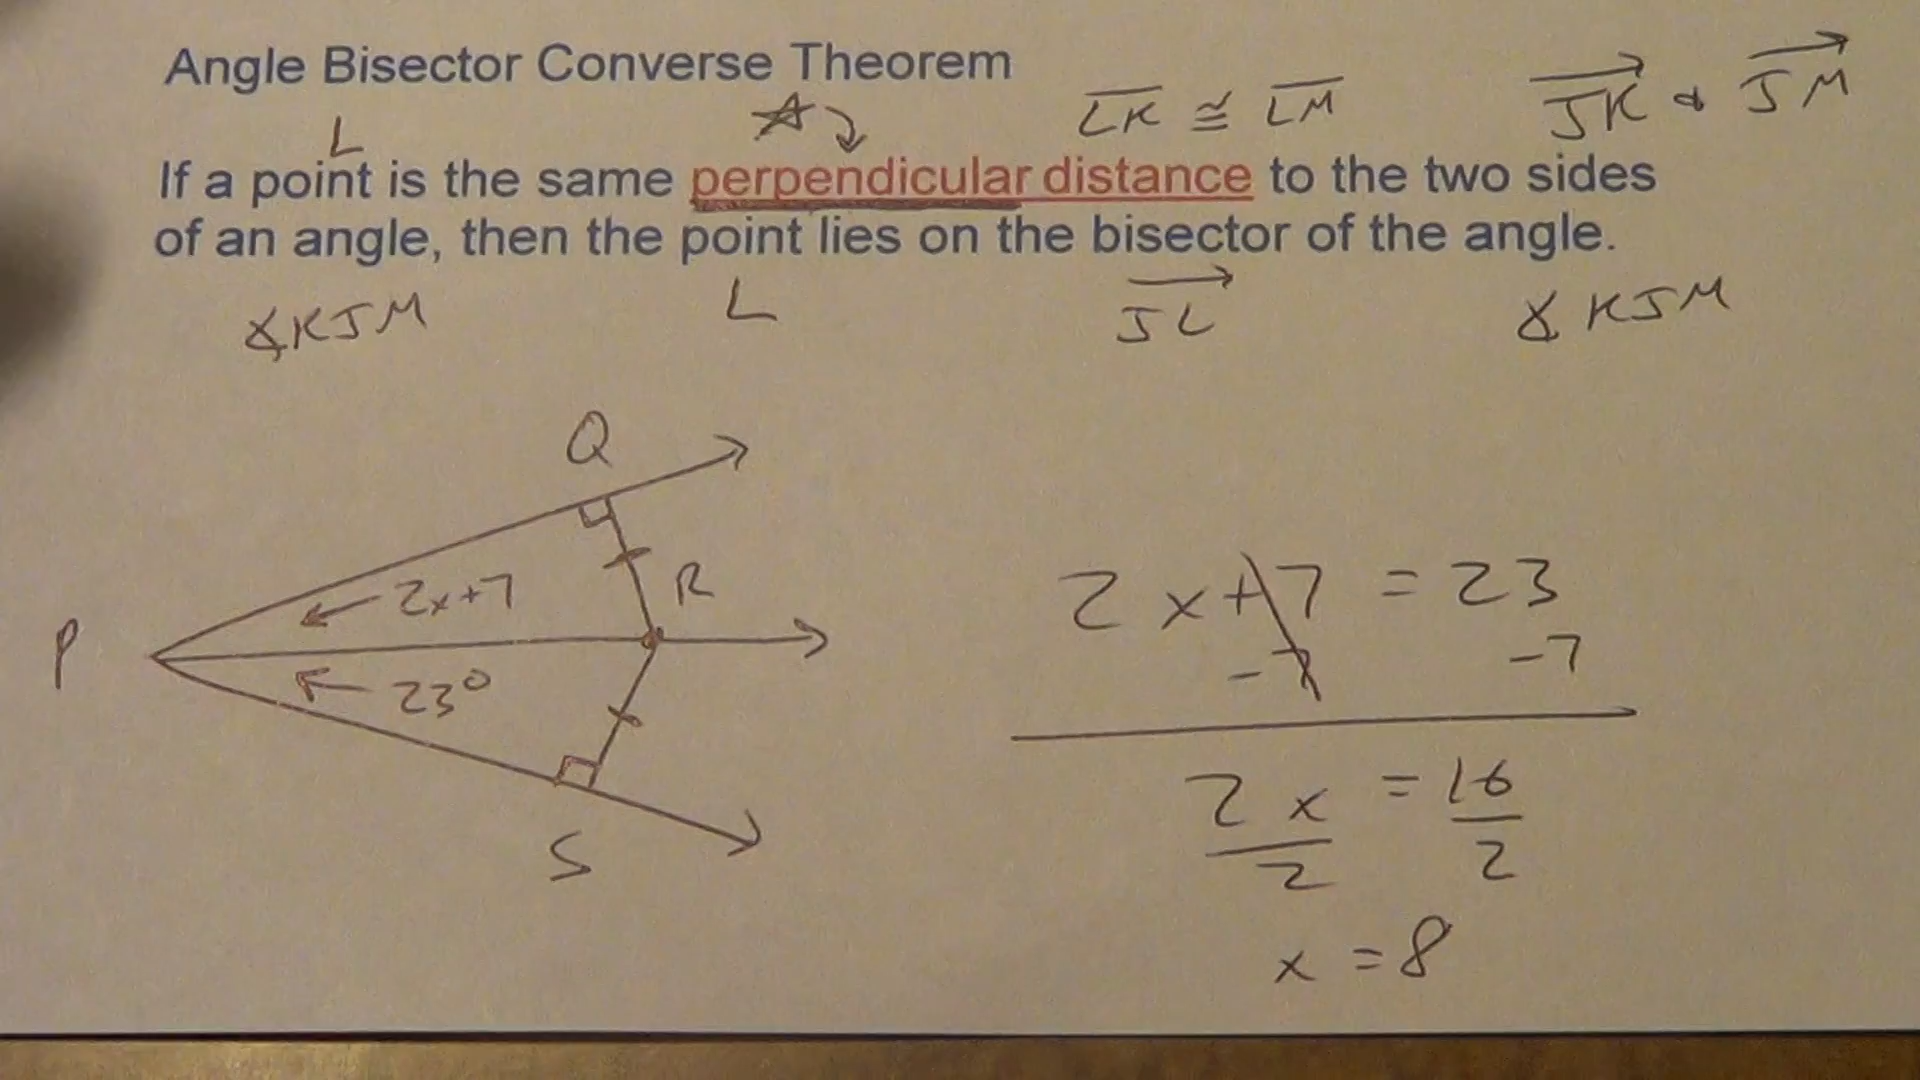 Angle Bisector Converse Theorem
LK ≅ LM
JK & JM
L
If a point is the same perpendicular distance to the two sides
of an angle, then the point lies on the bisector of the angle.
∡KJM
L
JL
∡KJM
Q
2x+7
R
P
23°
S
2x+7 = 23
-7 -7
2x = 16
2 2
x = 8